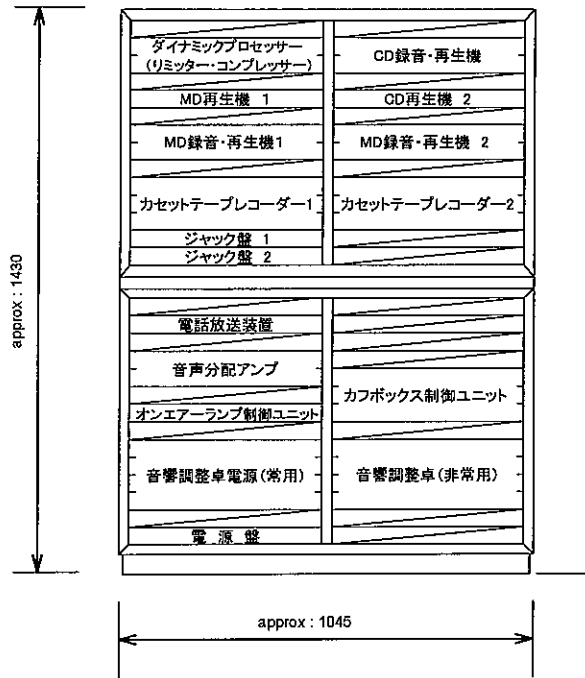 ダイナミックプロセッサー
(リミッター・コンプレッサー)
MD再生機 1
MD録音・再生機1
カセットテープレコーダー1
ジャック盤 1
ジャック盤 2
CD録音・再生機
CD再生機 2
MD録音・再生機 2
カセットテープレコーダー2
電話放送装置
音声分配アンプ
オンエアーランプ制御ユニット
音響調整卓電源(常用)
電 源 盤
カフボックス制御ユニット
音響調整卓(非常用)
approx : 1430
approx : 1045